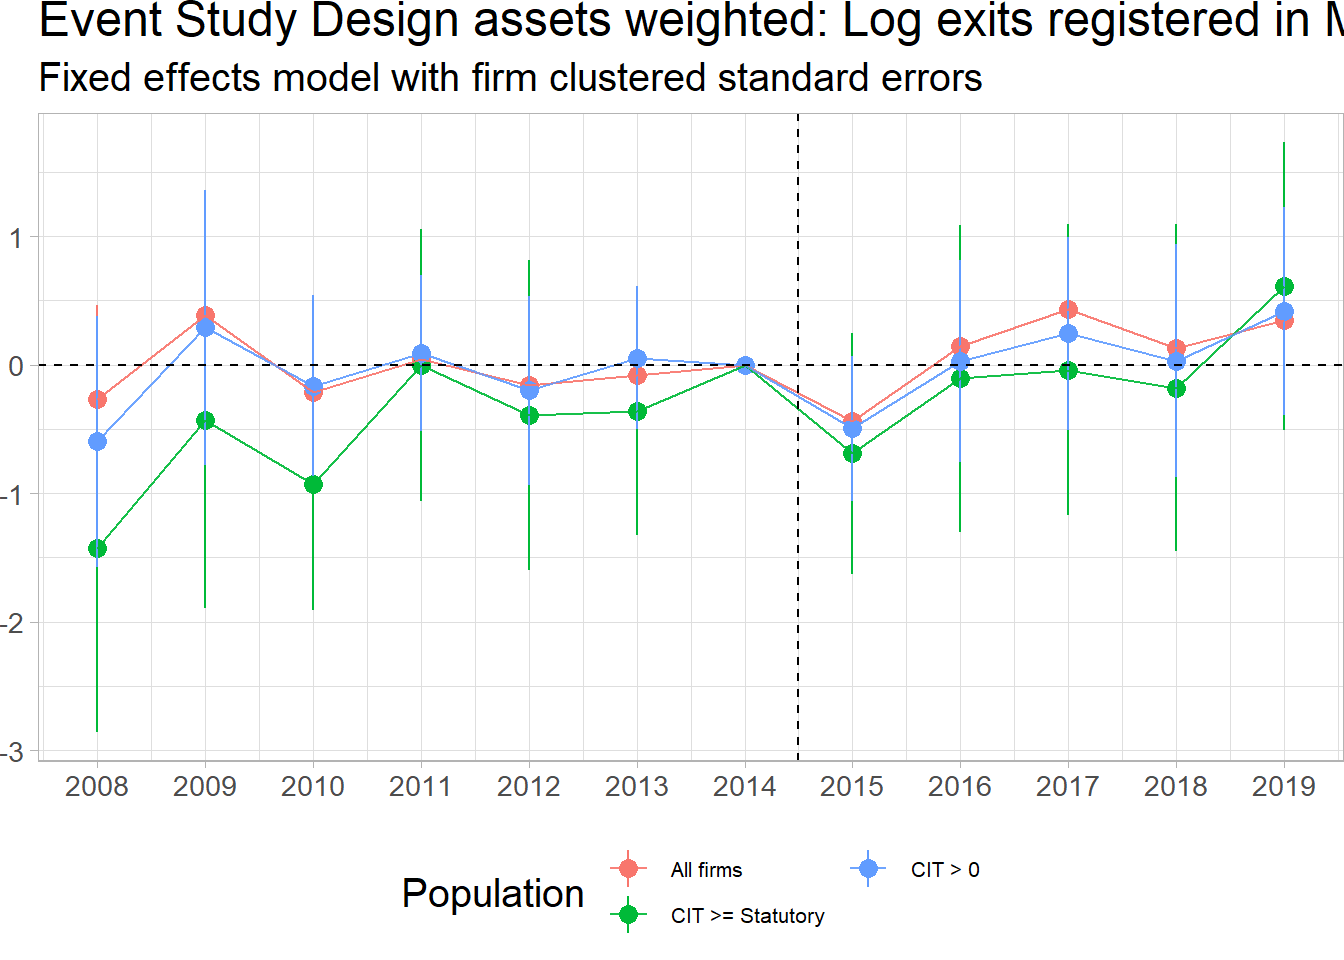 Event Study Design assets weighted: Log exits registered in M
Fixed effects model with firm clustered standard errors
1
0
-1
-2
-3
2008 2009 2010 2011 2012 2013 2014 2015 2016 2017 2018 2019
Population
All firms
CIT >= Statutory
CIT > 0